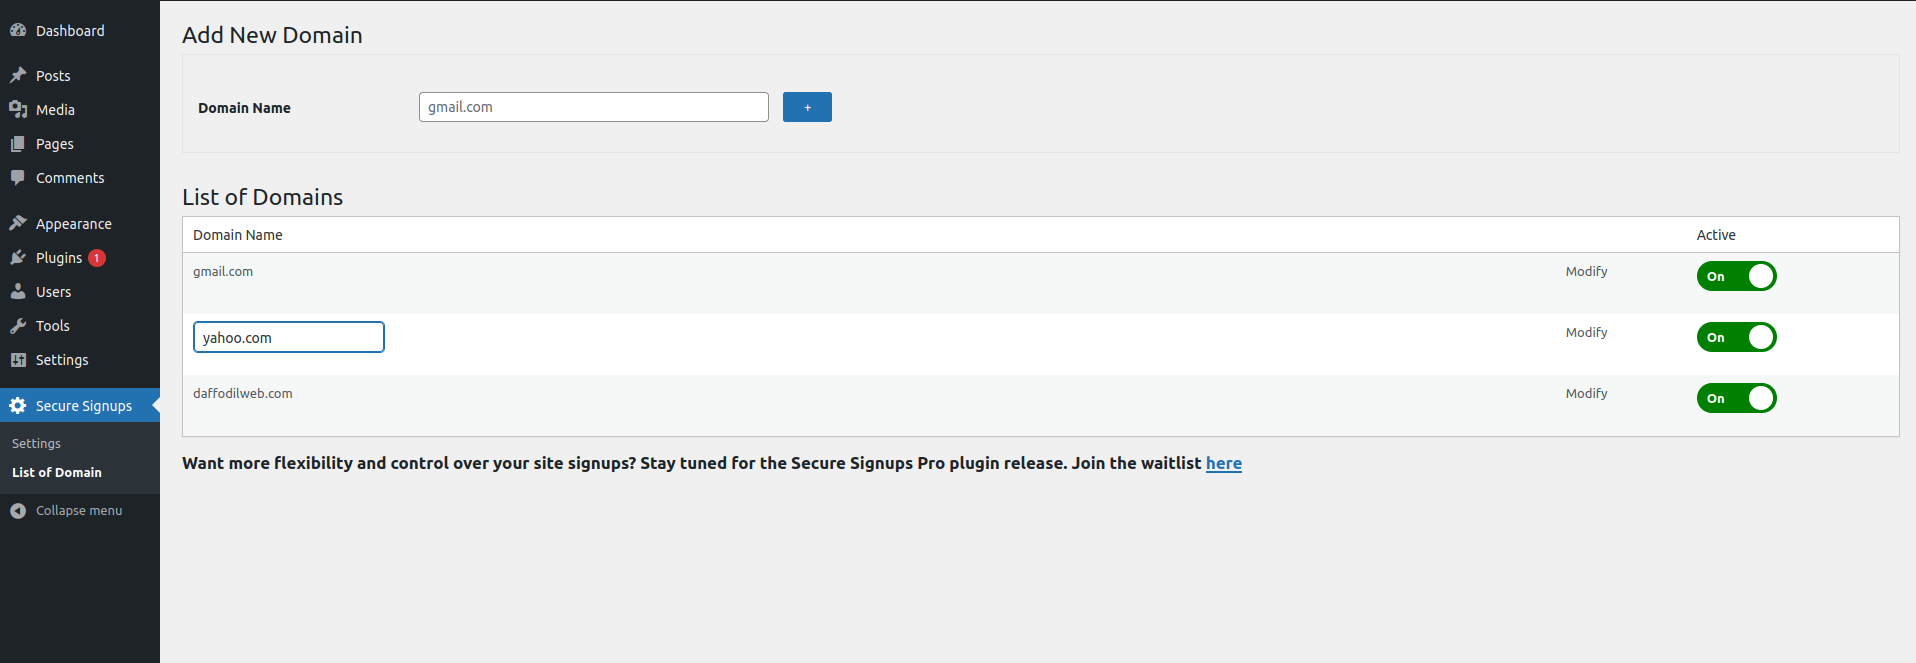 Dashboard
Posts
Media
Pages
Comments
Appearance
Plugins 1
Users
Tools
Settings
Secure Signups
Settings
List of Domain
Collapse menu
Add New Domain
Domain Name gmail.com +
List of Domains
Domain Name Active
gmail.com Modify On
yahoo.com Modify On
daffodilweb.com Modify On
Want more flexibility and control over your site signups? Stay tuned for the Secure Signups Pro plugin release. Join the waitlist here